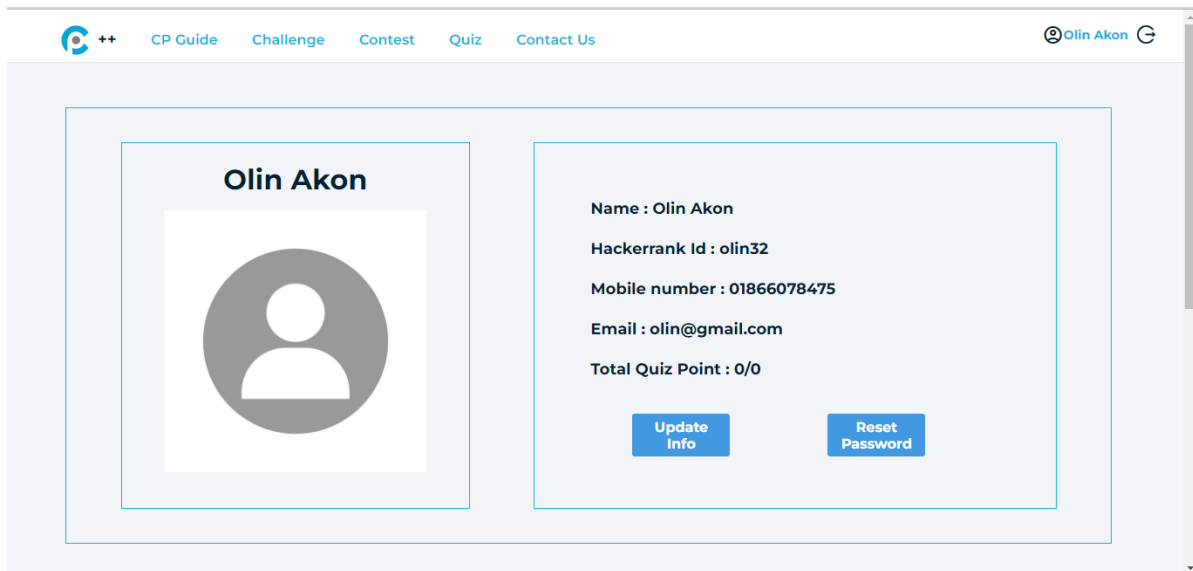 ++ CP Guide Challenge Contest Quiz Contact Us Olin Akon
Olin Akon
Name : Olin Akon
Hackerrank Id : olin32
Mobile number : 01866078475
Email : olin@gmail.com
Total Quiz Point : 0/0
Update
Info
Reset
Password